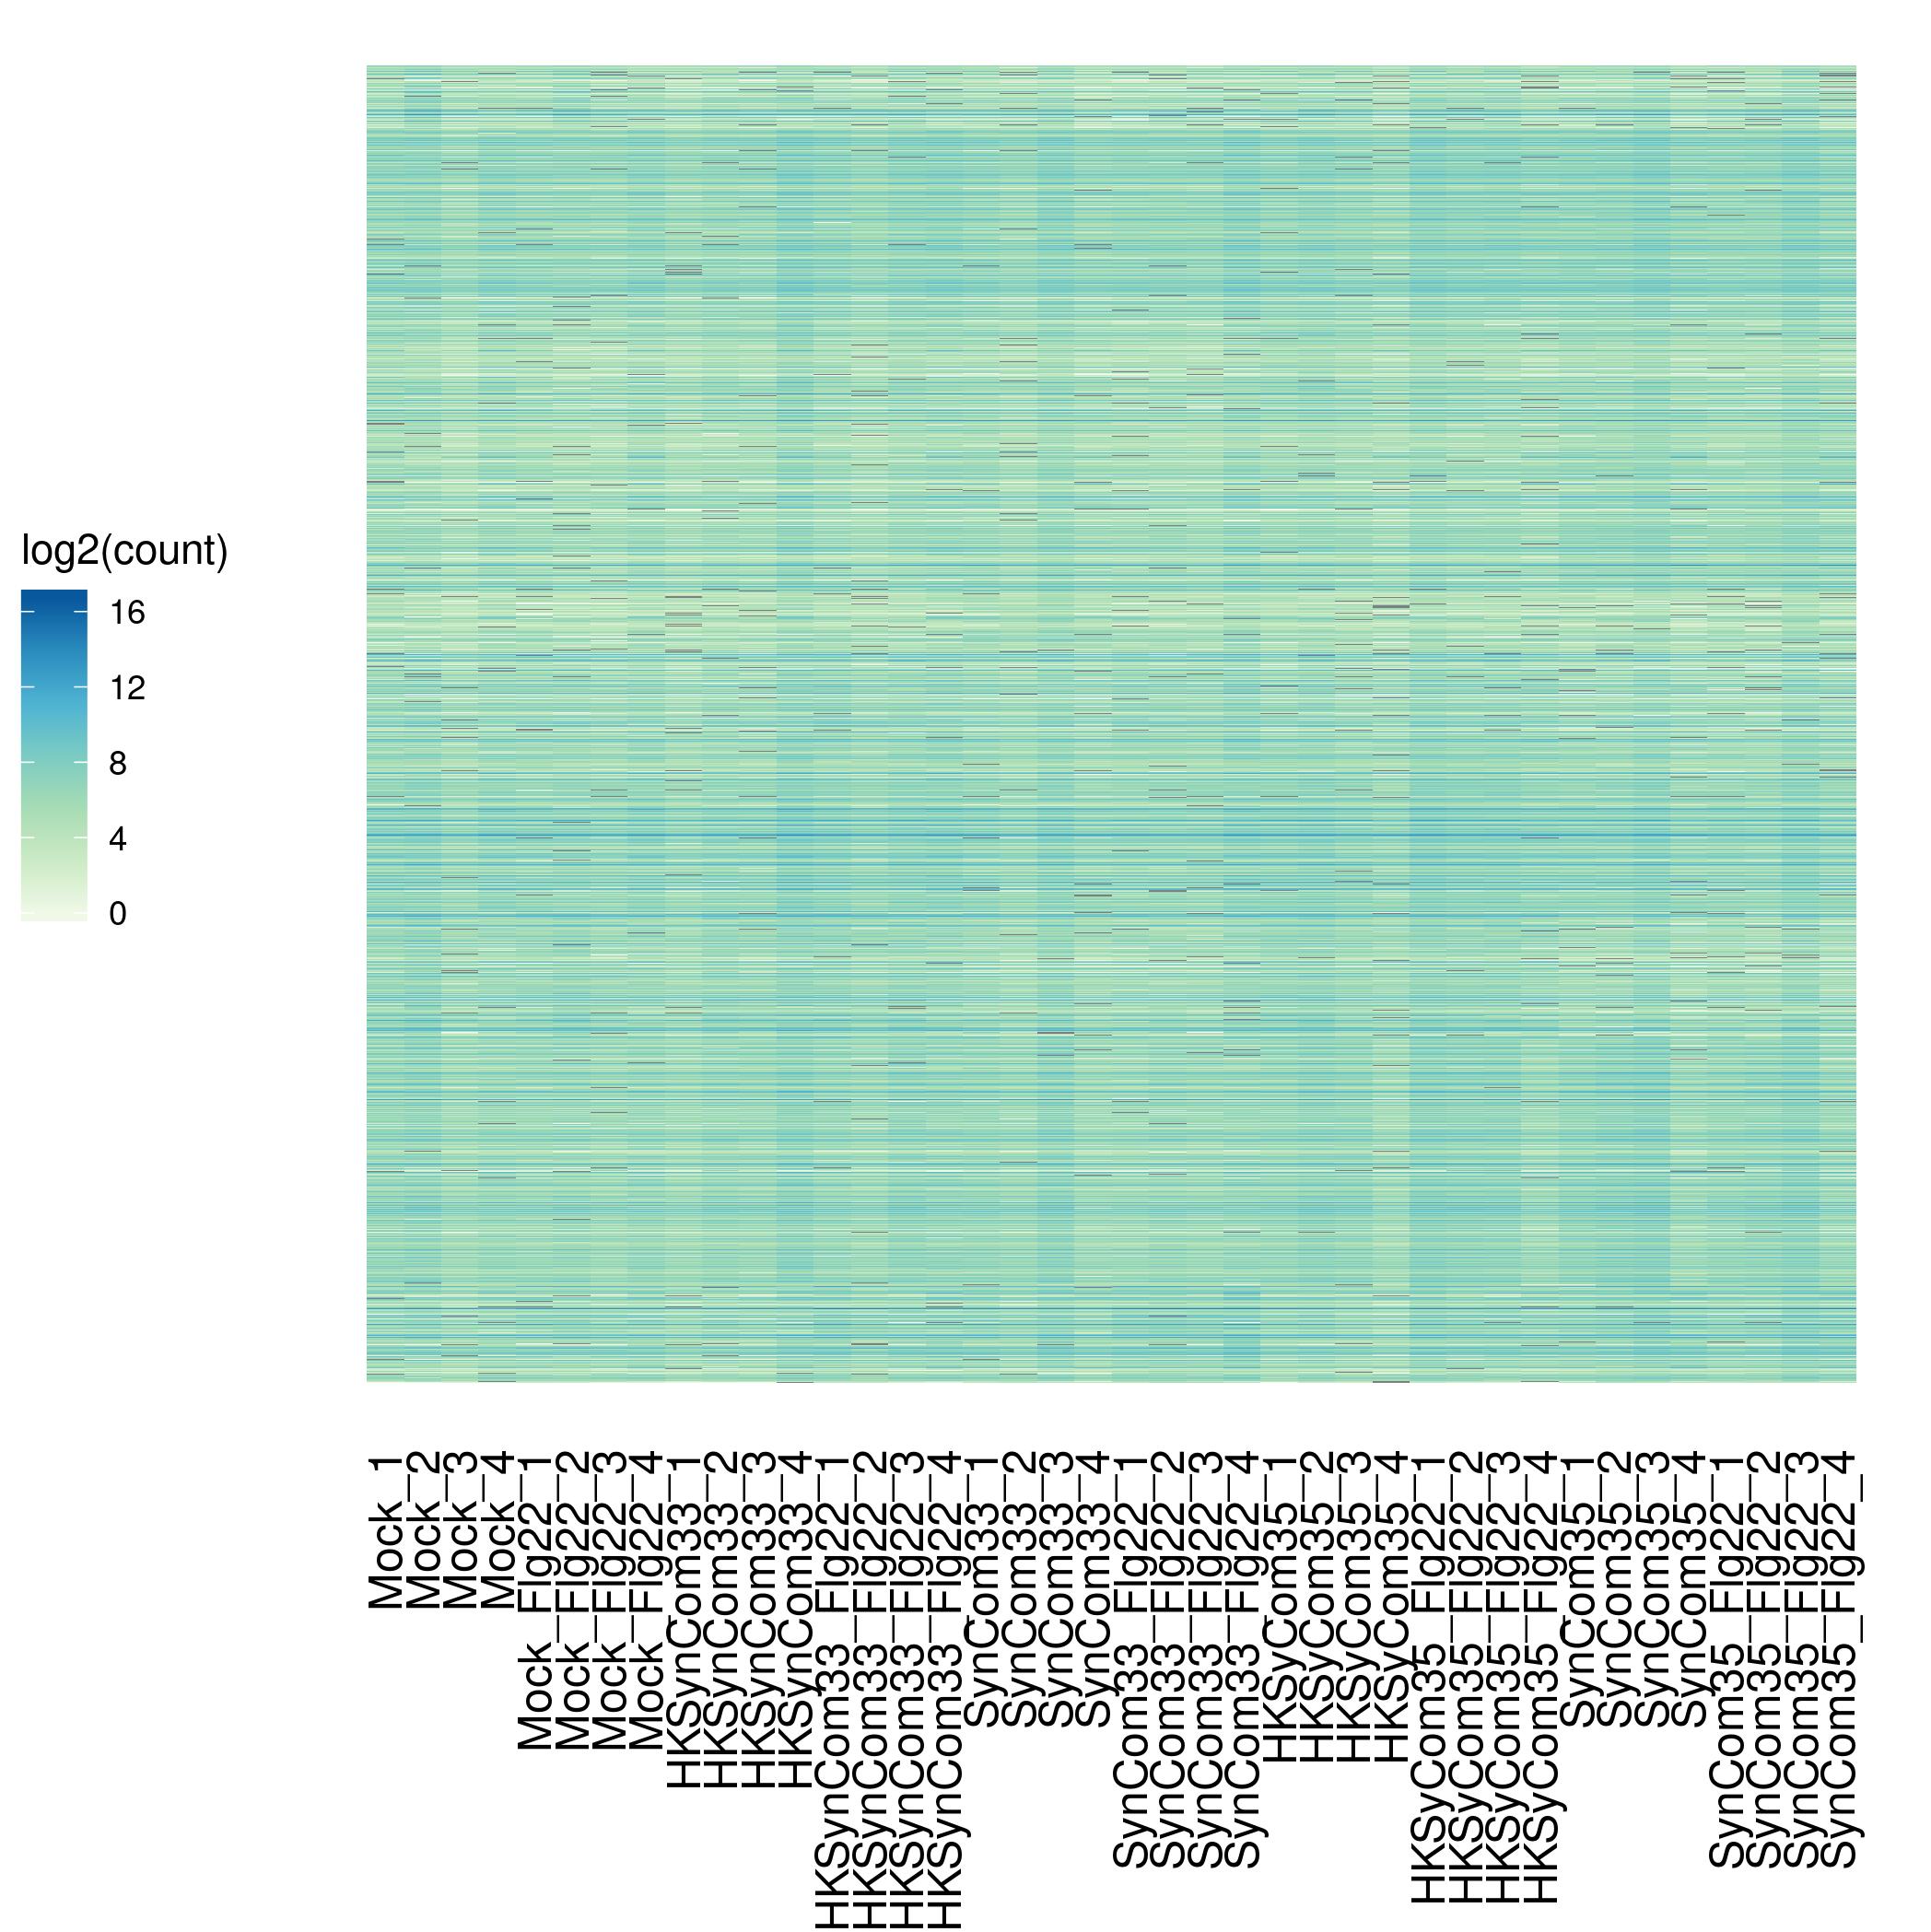 log2(count)
16
12
8
4
0
Mock_1
Mock_2
Mock_3
Mock_4
Mock_Flg22_1
Mock_Flg22_2
Mock_Flg22_3
Mock_Flg22_4
HKSynCom33_1
HKSynCom33_2
HKSynCom33_3
HKSynCom33_4
HKSynCom33_Flg22_1
HKSynCom33_Flg22_2
HKSynCom33_Flg22_3
HKSynCom33_Flg22_4
SynCom33_1
SynCom33_2
SynCom33_3
SynCom33_4
SynCom33_Flg22_1
SynCom33_Flg22_2
SynCom33_Flg22_3
SynCom33_Flg22_4
HKSyCom35_1
HKSyCom35_2
HKSyCom35_3
HKSyCom35_4
HKSyCom35_Flg22_1
HKSyCom35_Flg22_2
HKSyCom35_Flg22_3
HKSyCom35_Flg22_4
SynCom35_1
SynCom35_2
SynCom35_3
SynCom35_4
SynCom35_Flg22_1
SynCom35_Flg22_2
SynCom35_Flg22_3
SynCom35_Flg22_4